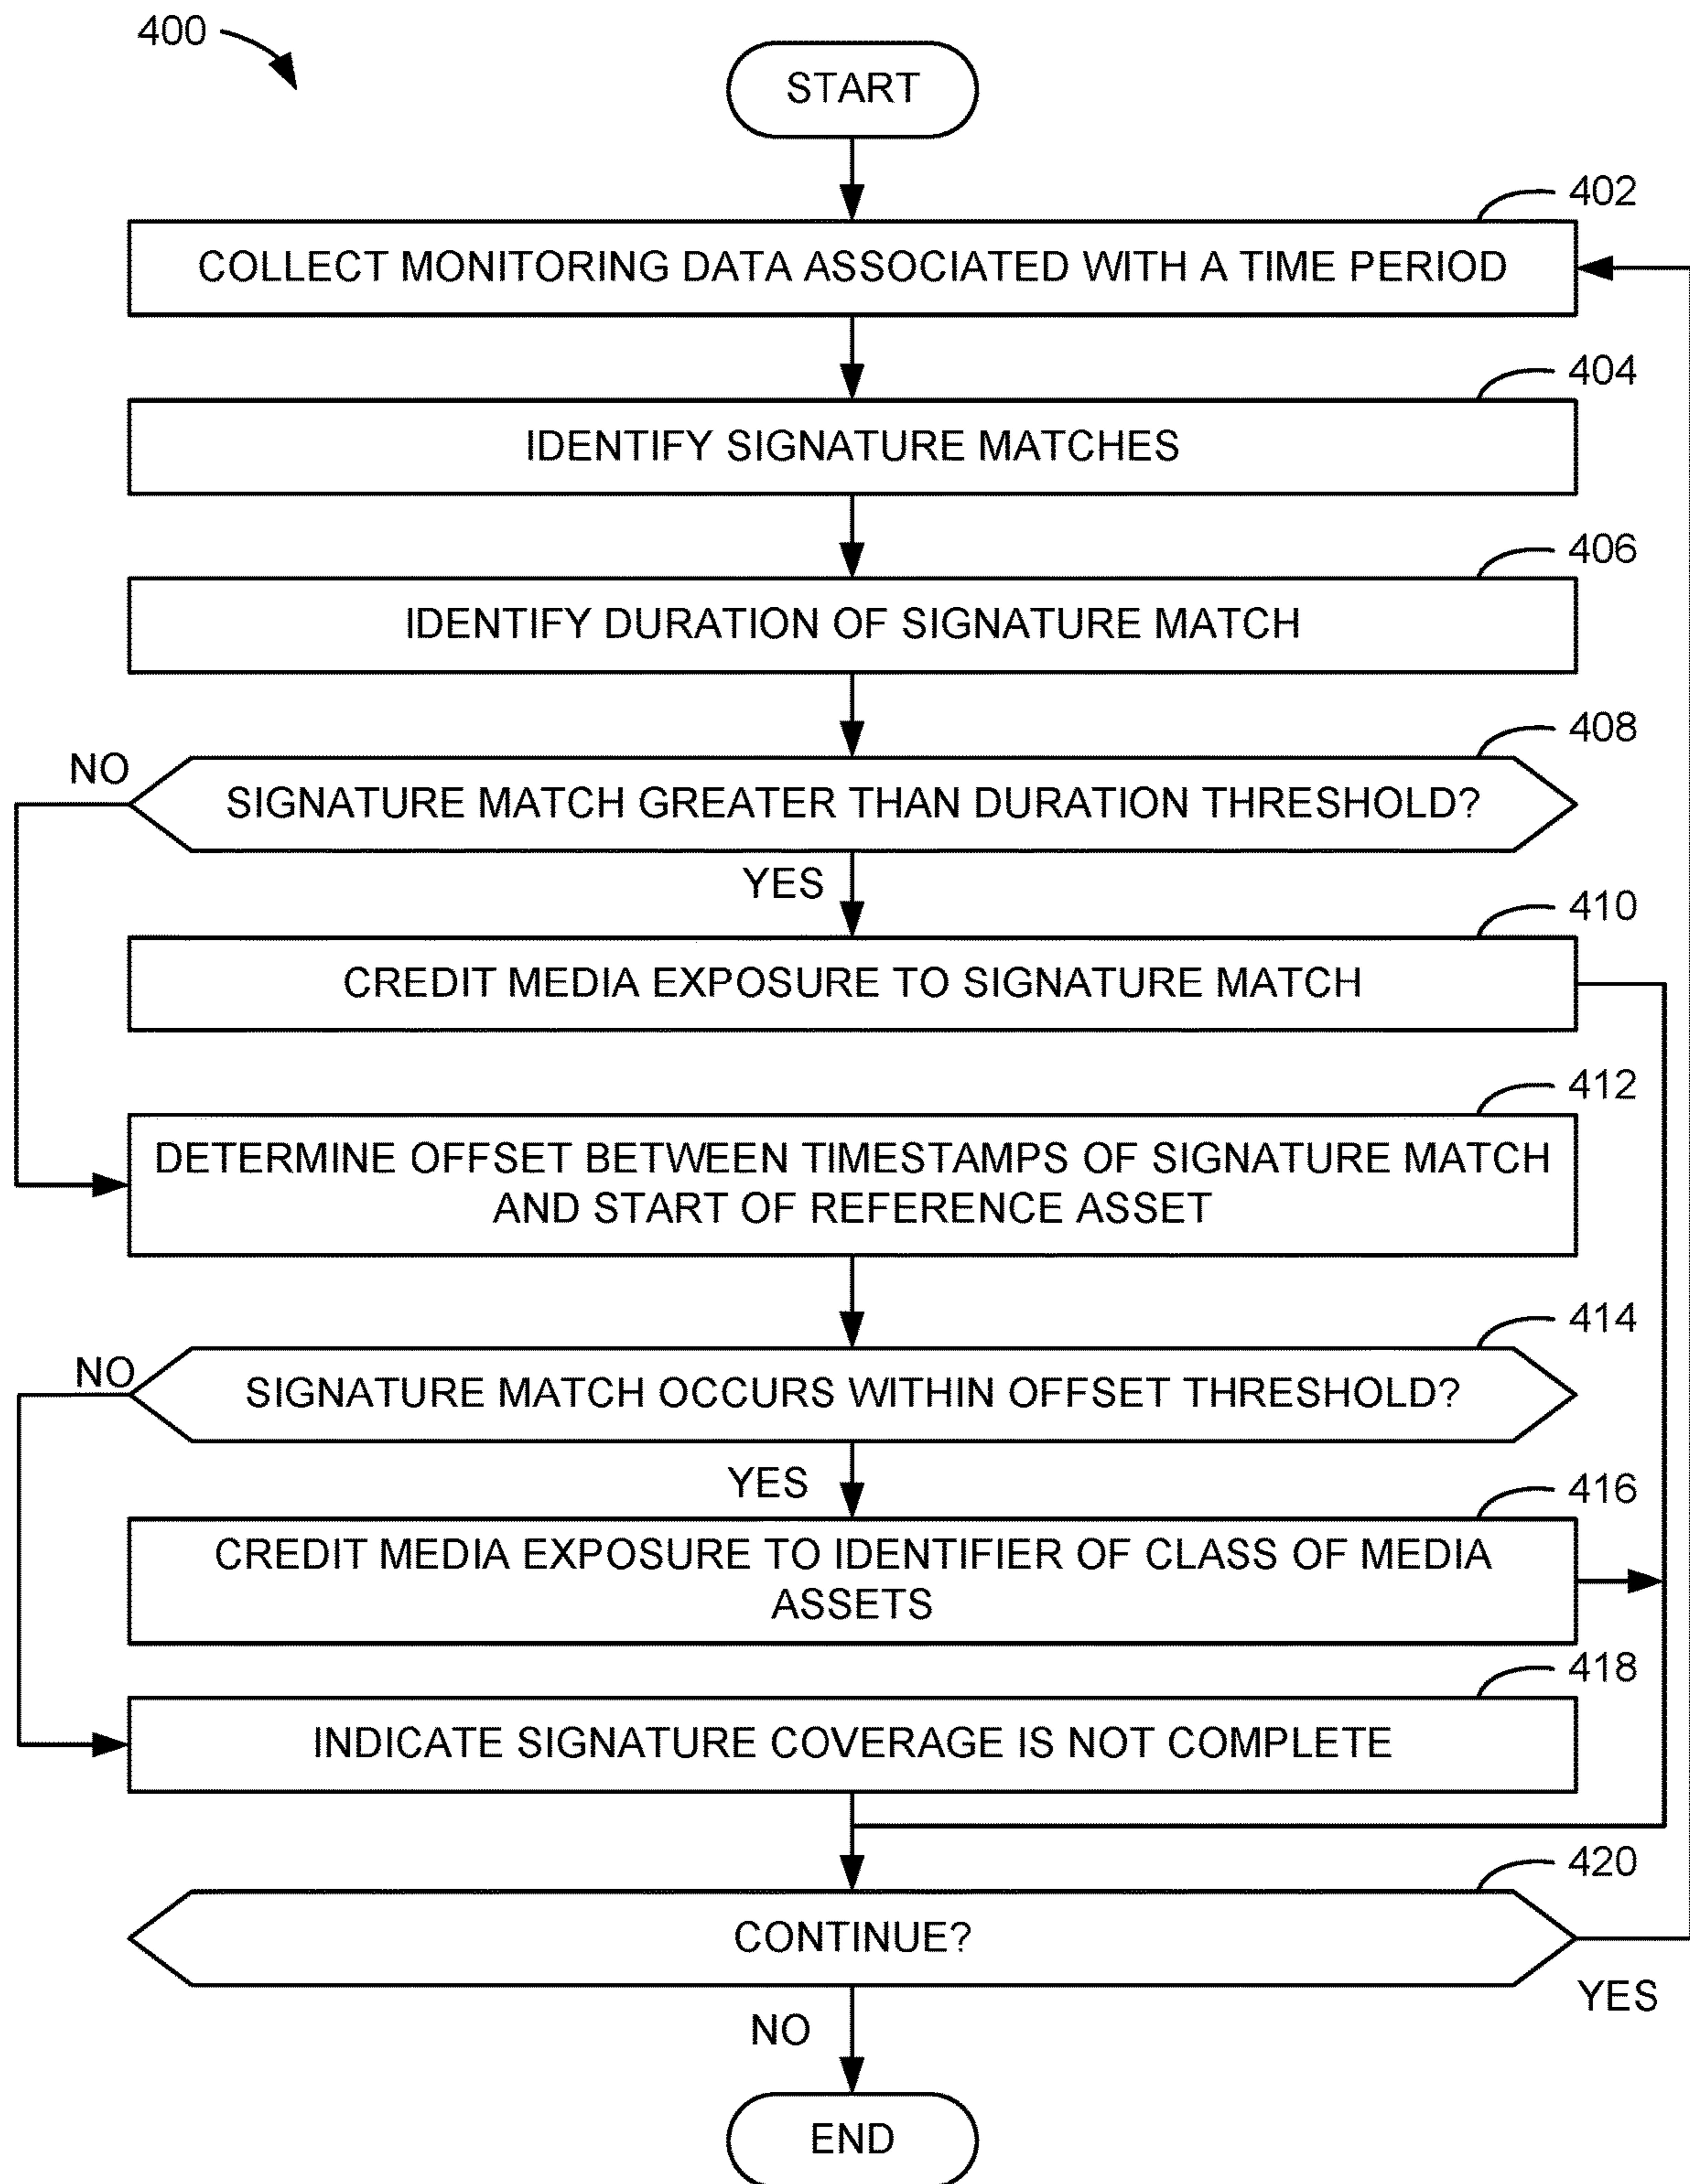 400
START
402
COLLECT MONITORING DATA ASSOCIATED WITH A TIME PERIOD
404
IDENTIFY SIGNATURE MATCHES
406
IDENTIFY DURATION OF SIGNATURE MATCH
408
NO
SIGNATURE MATCH GREATER THAN DURATION THRESHOLD?
YES
410
CREDIT MEDIA EXPOSURE TO SIGNATURE MATCH
412
DETERMINE OFFSET BETWEEN TIMESTAMPS OF SIGNATURE MATCH
AND START OF REFERENCE ASSET
414
NO
SIGNATURE MATCH OCCURS WITHIN OFFSET THRESHOLD?
YES
416
CREDIT MEDIA EXPOSURE TO IDENTIFIER OF CLASS OF MEDIA
ASSETS
418
INDICATE SIGNATURE COVERAGE IS NOT COMPLETE
420
CONTINUE?
YES
NO
END